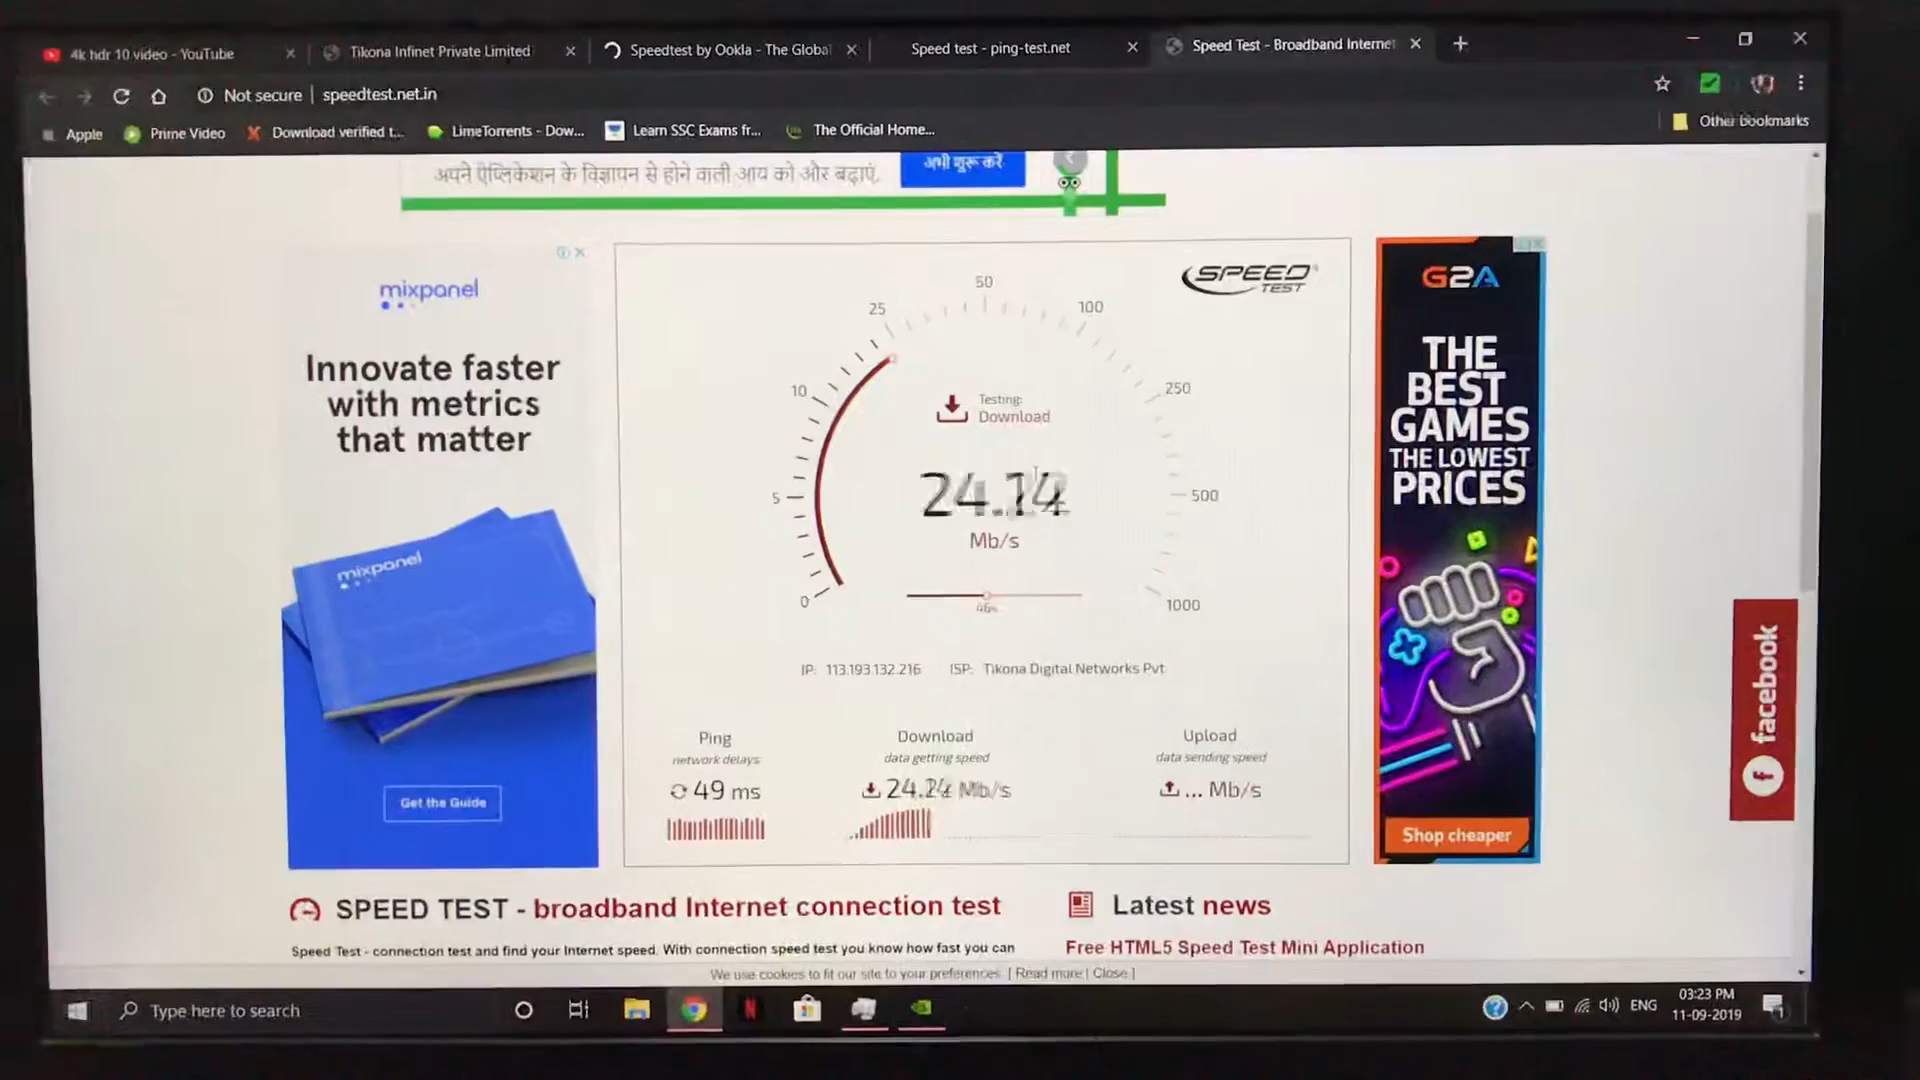 4k hdr 10 video - YouTube
Tikona Infinet Private Limited
Speedtest by Ookla - The Globa
Speed test - ping-test.net
Speed Test - Broadband Internet
Not secure | speedtest.net.in
Apple
Prime Video
Download verified t...
LimeTorrents - Dow...
Learn SSC Exams fr...
The Official Home...
Other bookmarks
अपने ऐप्लिकेशन के विज्ञापन से होने वाली आय को और बढ़ाएं.
अभी शुरू करें
mixpanel
Innovate faster
with metrics
that matter
mixpanel
Get the Guide
SPEED
TEST
0
5
10
25
50
100
250
500
1000
Testing:
Download
Mb/s
46%
IP: 113.193.132.216
ISP: Tikona Digital Networks Pvt
Ping
network delays
49 ms
Download
data getting speed
Mb/s
Upload
data sending speed
... Mb/s
G2A
THE
BEST
GAMES
THE LOWEST
PRICES
Shop cheaper
facebook
SPEED TEST - broadband Internet connection test
Speed Test - connection test and find your Internet speed. With connection speed test you know how fast you can
Latest news
Free HTML5 Speed Test Mini Application
We use cookies to fit our site to your preferences. [ Read more | Close ]
Type here to search
ENG
03:23 PM
11-09-2019